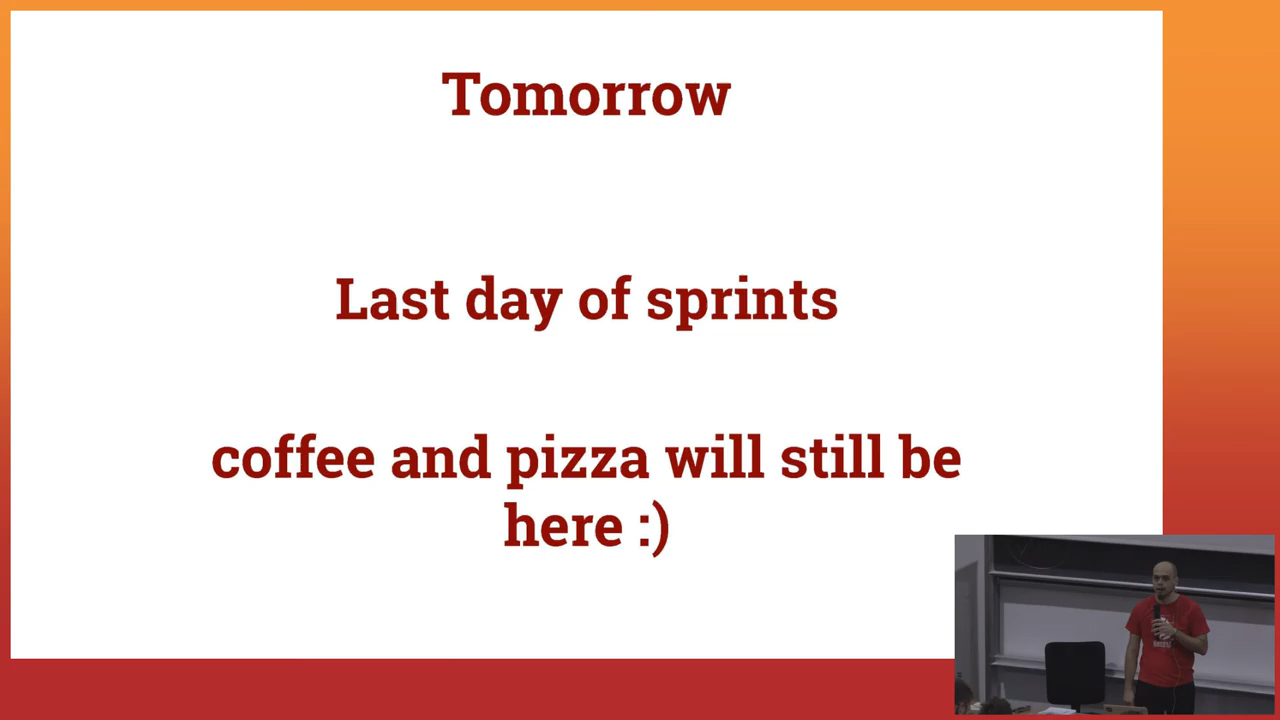 Tomorrow
Last day of sprints
coffee and pizza will still be
here :)